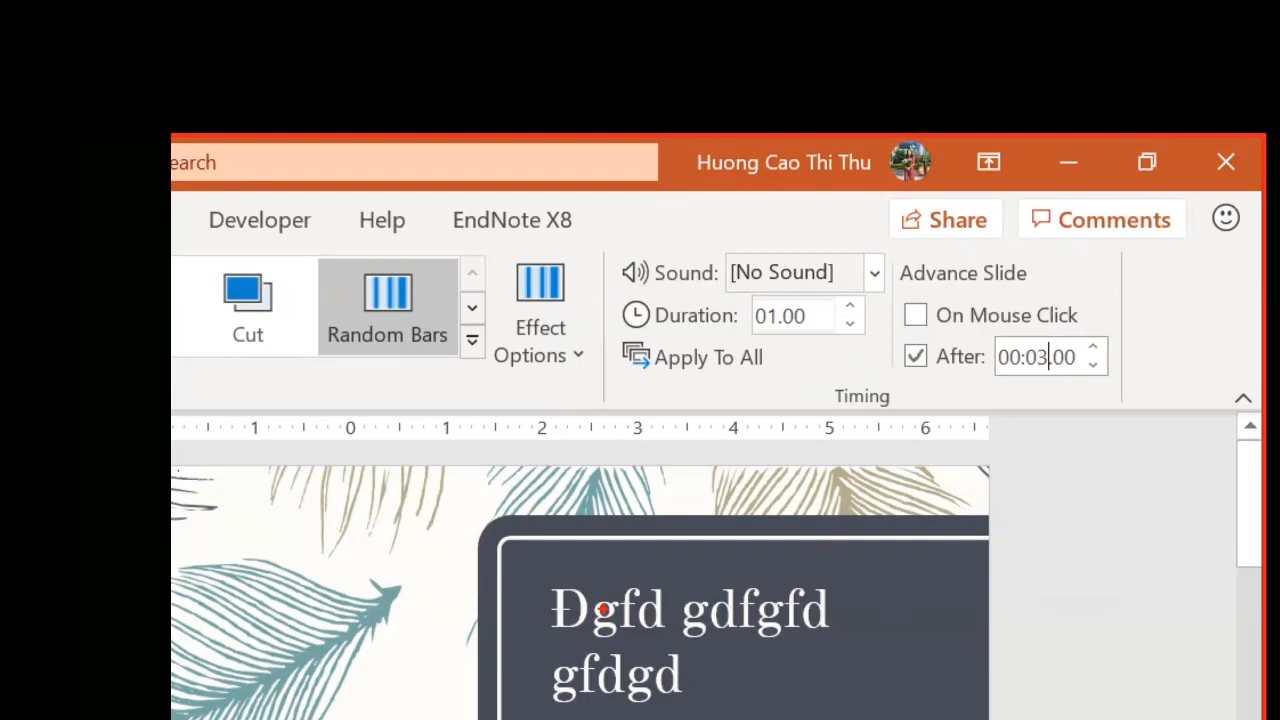 earch
Huong Cao Thi Thu
Developer
Help
EndNote X8
Share
Comments
Cut
Random Bars
Effect
Options
Sound:
[No Sound]
Duration:
01.00
Apply To All
Advance Slide
On Mouse Click
After:
00:03.00
Timing
1 0 1 2 3 4 5 6
Đgfd gdfgfd
gfdgd